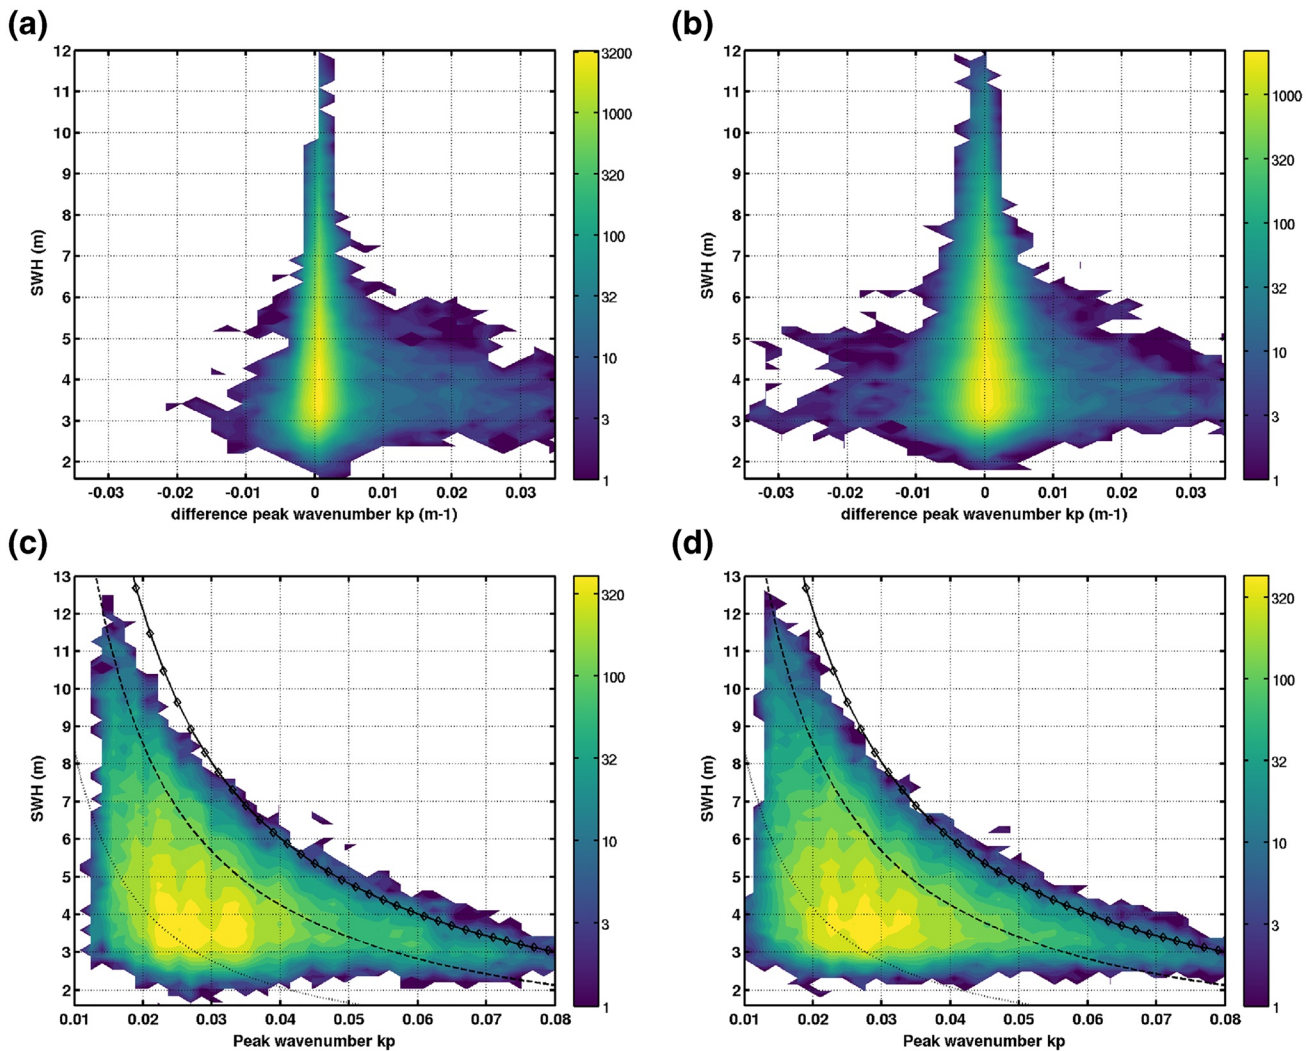 (a) (b)
12 3200 12
11 11
1000 1000
10 10
9 320 9 320
8 8
100 100
7 7
SWH (m) SWH (m)
6 32 6 32
5 5
10 10
4 4
3 3 3 3
2 2
1 1
-0.03 -0.02 -0.01 0 0.01 0.02 0.03 -0.03 -0.02 -0.01 0 0.01 0.02 0.03
difference peak wavenumber kp (m-1) difference peak wavenumber kp (m-1)
(c) (d)
13 13
320 320
12 12
11 11
100 100
10 10
9 9
32 32
8 8
SWH (m) SWH (m)
7 7
6 10 6 10
5 5
4 3 4 3
3 3
2 2
1 1
0.01 0.02 0.03 0.04 0.05 0.06 0.07 0.08 0.01 0.02 0.03 0.04 0.05 0.06 0.07 0.08
Peak wavenumber kp Peak wavenumber kp